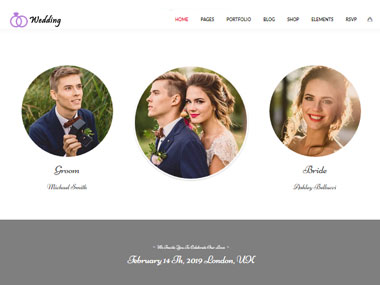 Wedding
HOME PAGES PORTFOLIO BLOG SHOP ELEMENTS RSVP
Groom
Michael Smith
Bride
Ashley Bellucci
~ We Invite You To Celebrate Our Love ~
February 14 Th, 2019 London, UK